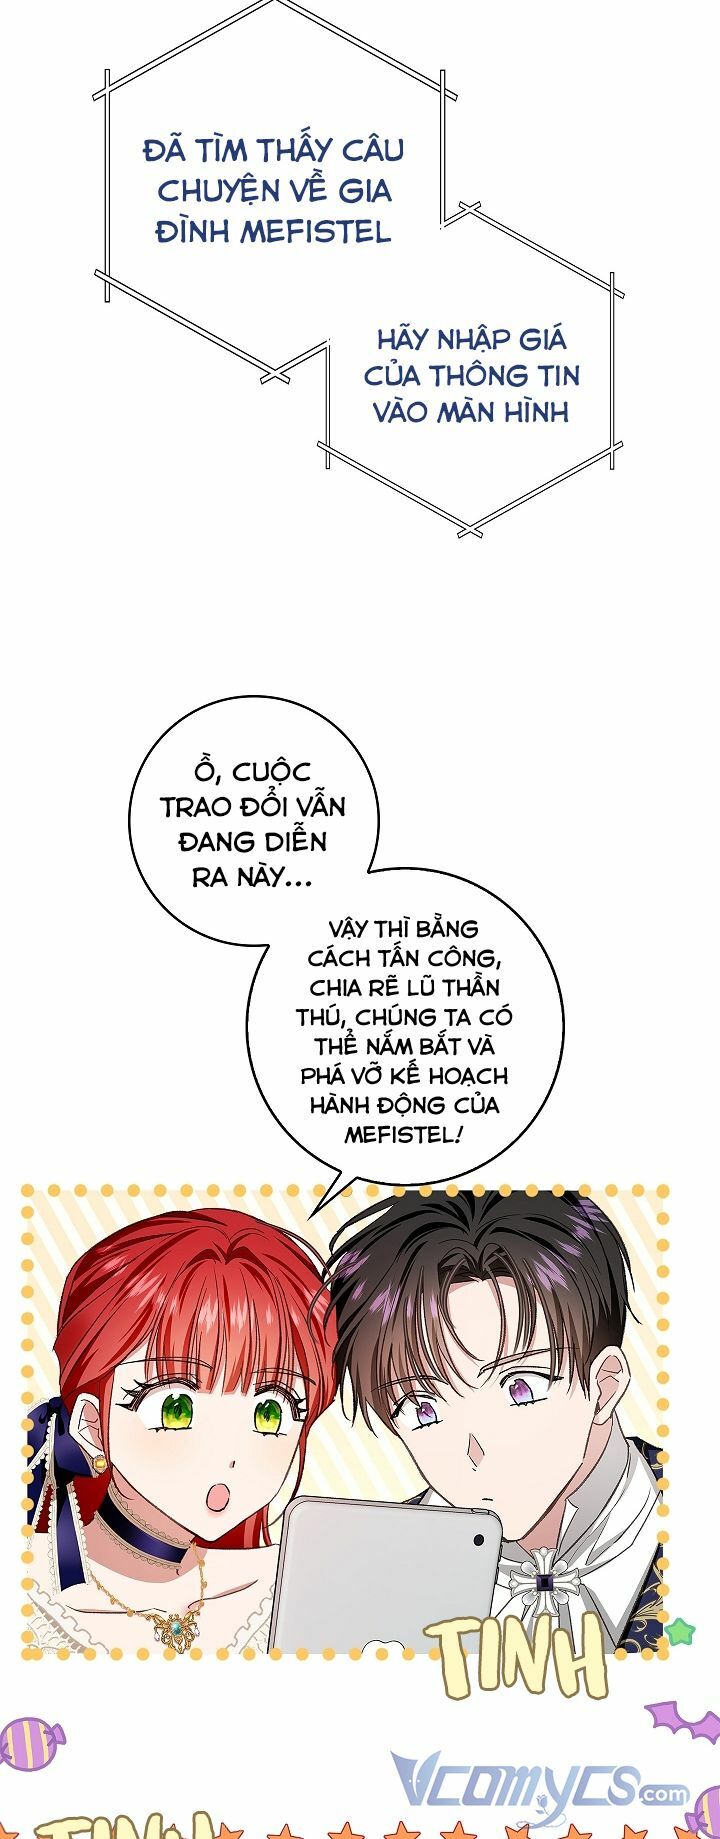 ĐÃ TÌM THẤY CÂU
CHUYỆN VỀ GIA
ĐÌNH MEFISTEL
HÃY NHẬP GIÁ
CỦA THÔNG TIN
VÀO MÀN HÌNH
Ồ, CUỘC
TRAO ĐỔI VẪN
ĐANG DIỄN
RA NÀY...
VẬY THÌ BẰNG
CÁCH TẤN CÔNG,
CHIA RẼ LŨ THẦN
THÚ, CHÚNG TA CÓ
THỂ NẮM BẮT VÀ
PHÁ VỠ KẾ HOẠCH
HÀNH ĐỘNG CỦA
MEFISTEL!
TINH
VCOMYCS.com
TINH